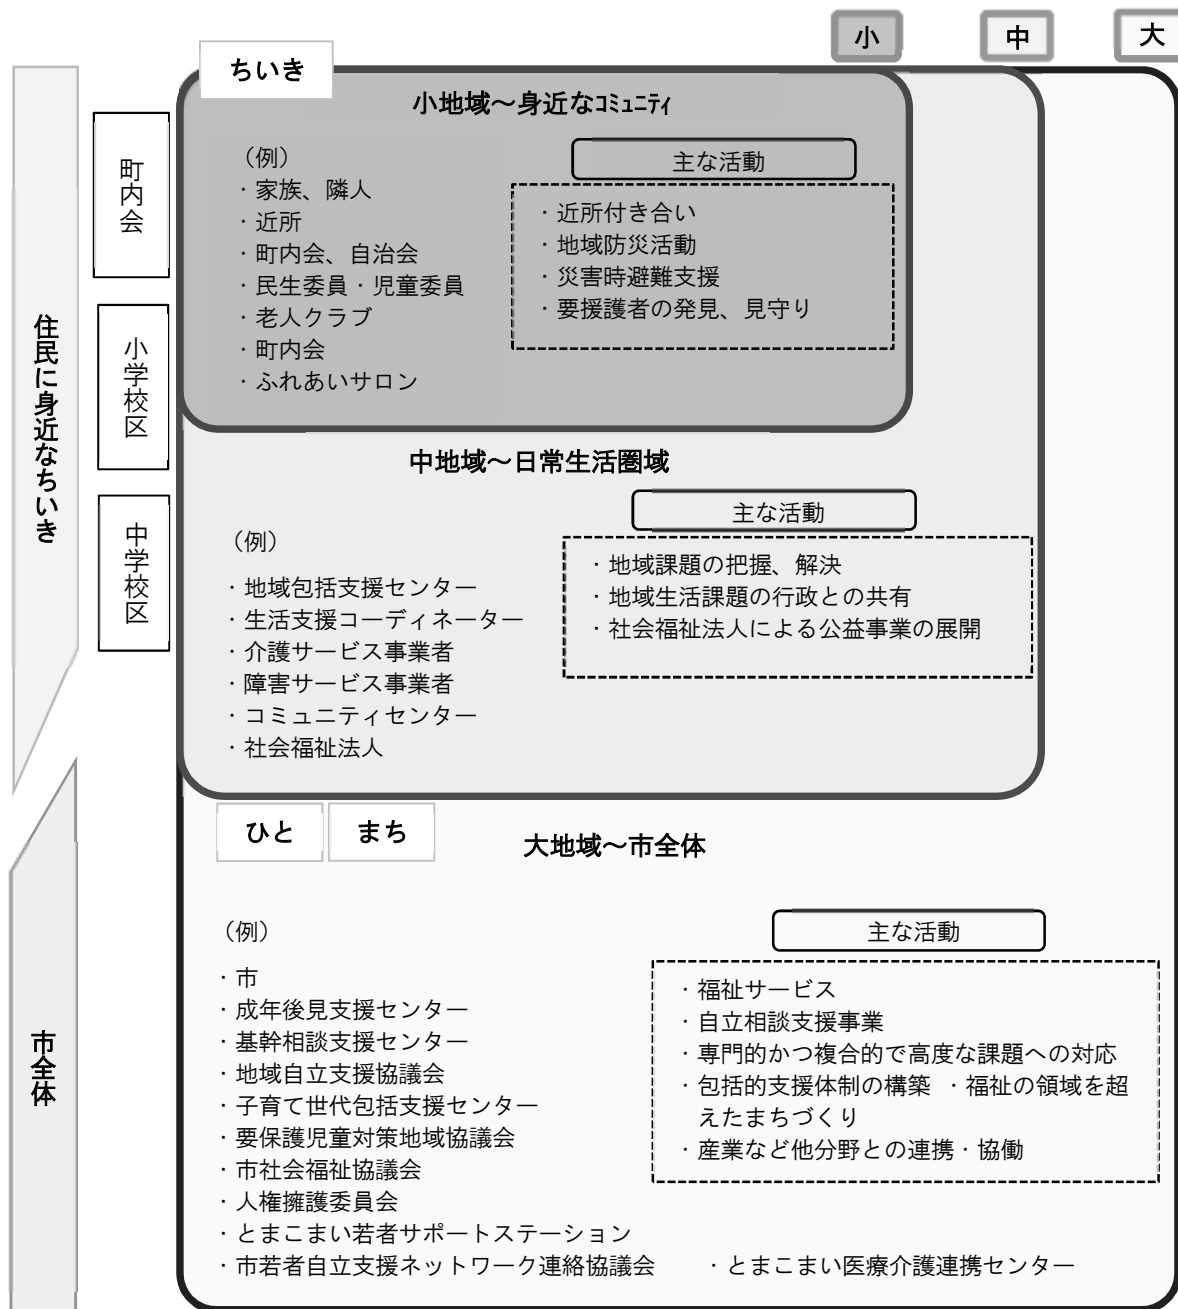 小
中
大
ちいき
小地域～身近なｺﾐｭﾆﾃｨ
町内会
小学校区
中学校区
住民に身近なちいき
（例）
・家族、隣人
・近所
・町内会、自治会
・民生委員・児童委員
・老人クラブ
・町内会
・ふれあいサロン
主な活動
・近所付き合い
・地域防災活動
・災害時避難支援
・要援護者の発見、見守り
中地域～日常生活圏域
（例）
・地域包括支援センター
・生活支援コーディネーター
・介護サービス事業者
・障害サービス事業者
・コミュニティセンター
・社会福祉法人
主な活動
・地域課題の把握、解決
・地域生活課題の行政との共有
・社会福祉法人による公益事業の展開
ひと
まち
大地域～市全体
市全体
（例）
・市
・成年後見支援センター
・基幹相談支援センター
・地域自立支援協議会
・子育て世代包括支援センター
・要保護児童対策地域協議会
・市社会福祉協議会
・人権擁護委員会
・とまこまい若者サポートステーション
・市若者自立支援ネットワーク連絡協議会　・とまこまい医療介護連携センター
主な活動
・福祉サービス
・自立相談支援事業
・専門的かつ複合的で高度な課題への対応
・包括的支援体制の構築　・福祉の領域を超
えたまちづくり
・産業など他分野との連携・協働